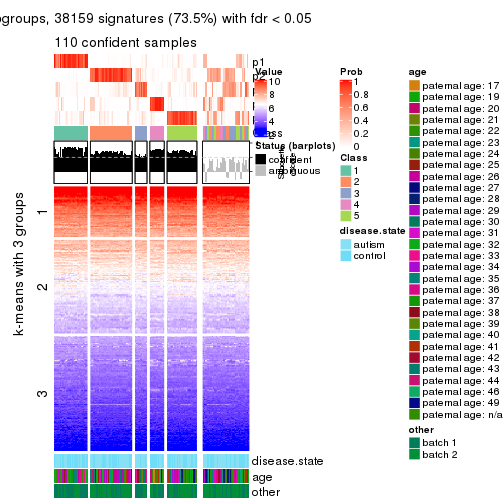 ogroups, 38159 signatures (73.5%) with fdr < 0.05
110 confident samples
p1
p2
Class
Value
10
8
6
4
2
0
Status (barplots)
confident
ambiguous
Prob
1
0.8
0.6
0.4
0.2
0
Class
1
2
3
4
5
disease.state
autism
control
age
paternal age: 17
paternal age: 19
paternal age: 20
paternal age: 21
paternal age: 22
paternal age: 23
paternal age: 24
paternal age: 25
paternal age: 26
paternal age: 27
paternal age: 28
paternal age: 29
paternal age: 30
paternal age: 31
paternal age: 32
paternal age: 33
paternal age: 34
paternal age: 35
paternal age: 36
paternal age: 37
paternal age: 38
paternal age: 39
paternal age: 40
paternal age: 41
paternal age: 42
paternal age: 43
paternal age: 44
paternal age: 46
paternal age: 49
paternal age: n/a
other
batch 1
batch 2
k-means with 3 groups
1
2
3
disease.state
age
other